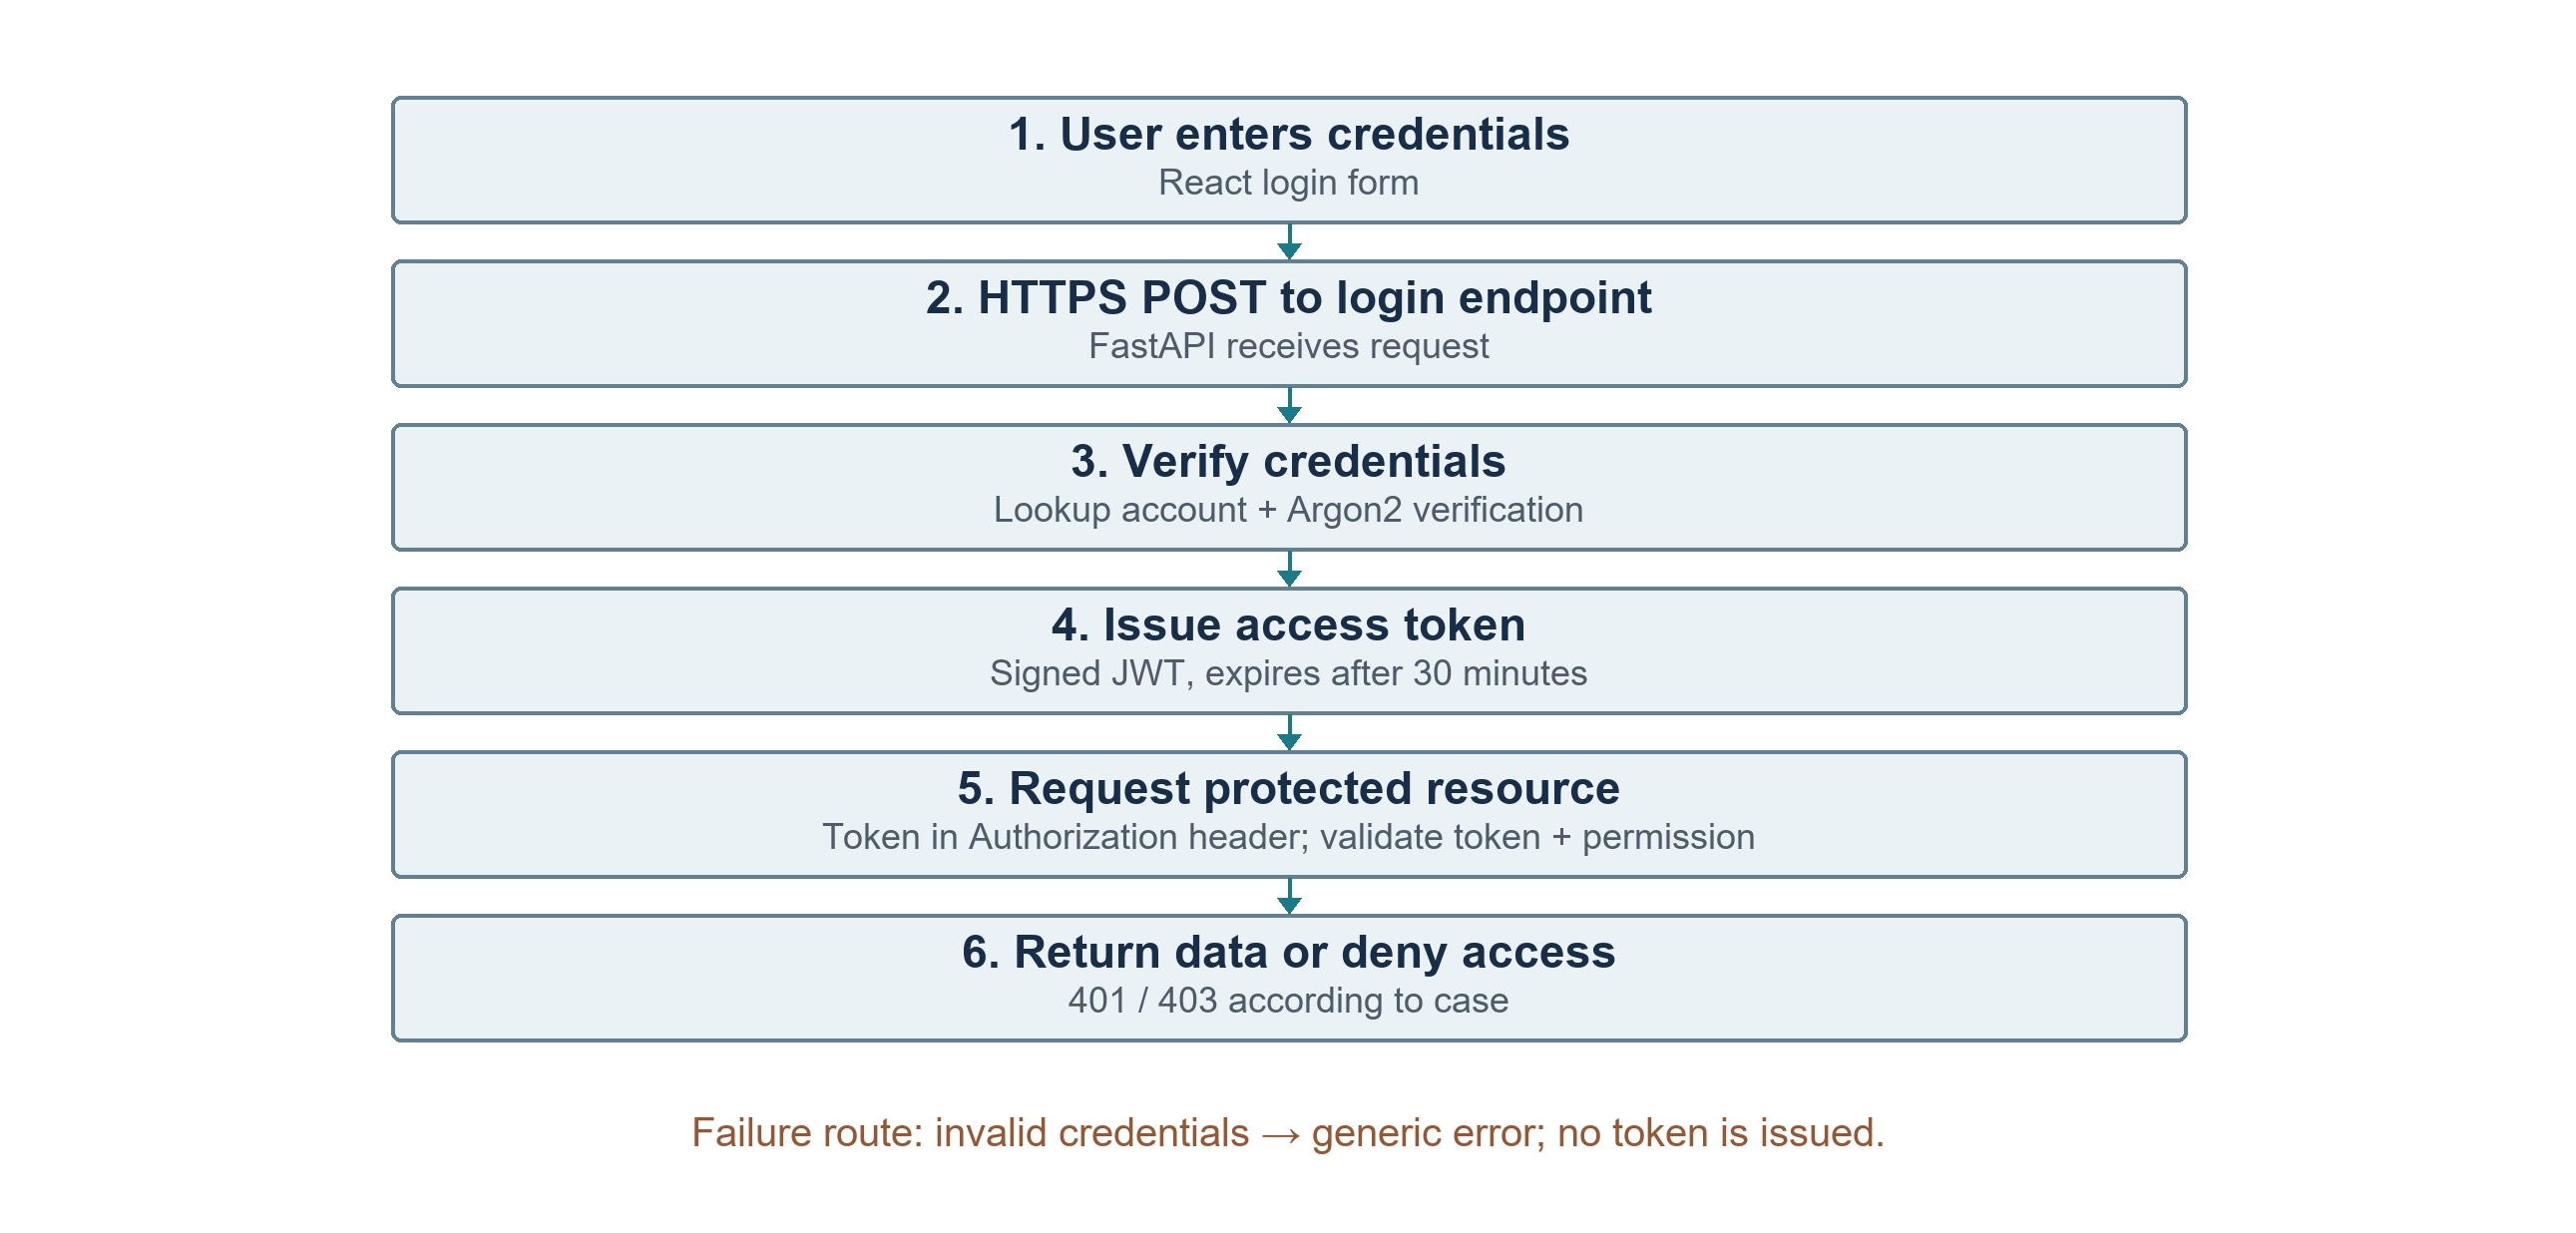 1. User enters credentials
React login form
2. HTTPS POST to login endpoint
FastAPI receives request
3. Verify credentials
Lookup account + Argon2 verification
4. Issue access token
Signed JWT, expires after 30 minutes
5. Request protected resource
Token in Authorization header; validate token + permission
6. Return data or deny access
401 / 403 according to case
Failure route: invalid credentials → generic error; no token is issued.